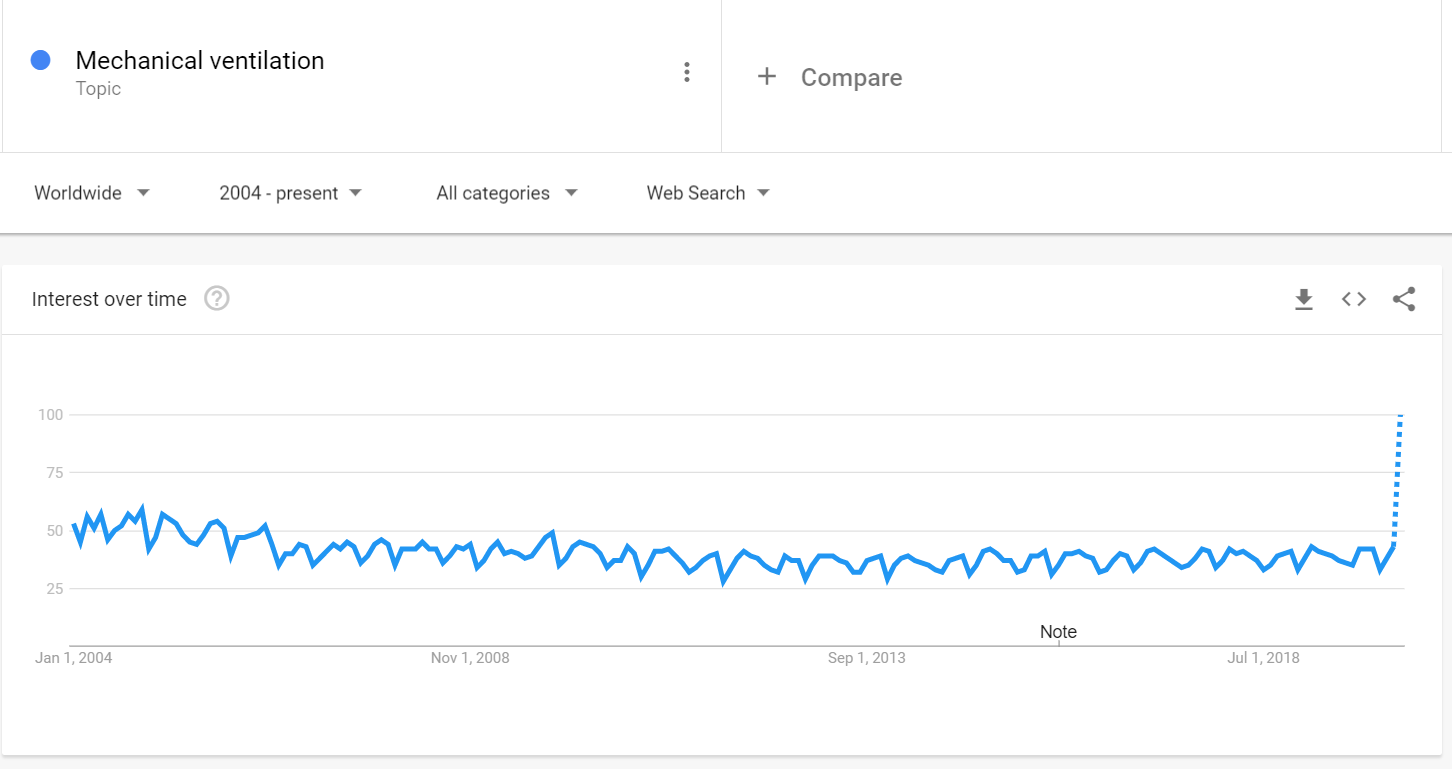 Mechanical ventilation
Topic
+ Compare
Worldwide
2004 - present
All categories
Web Search
Interest over time ?
100
75
50
25
Note
Jan 1, 2004
Nov 1, 2008
Sep 1, 2013
Jul 1, 2018